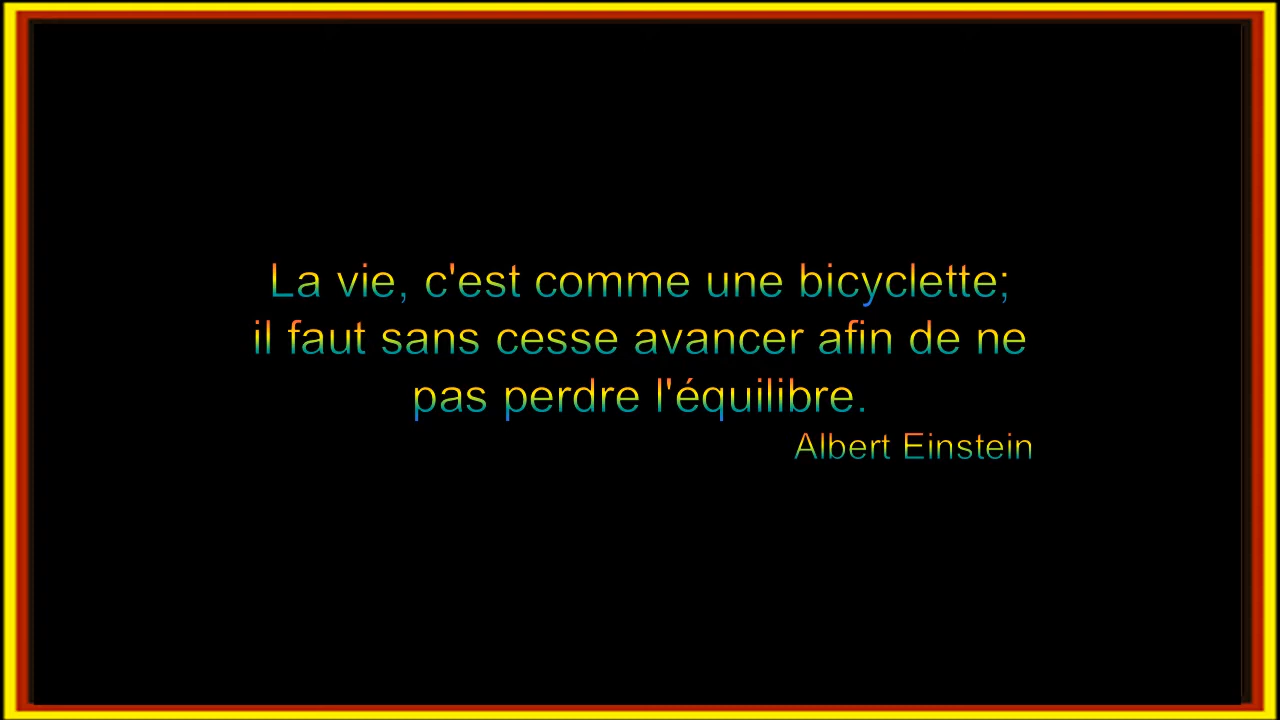 La vie, c'est comme une bicyclette;
il faut sans cesse avancer afin de ne
pas perdre l'équilibre.
Albert Einstein